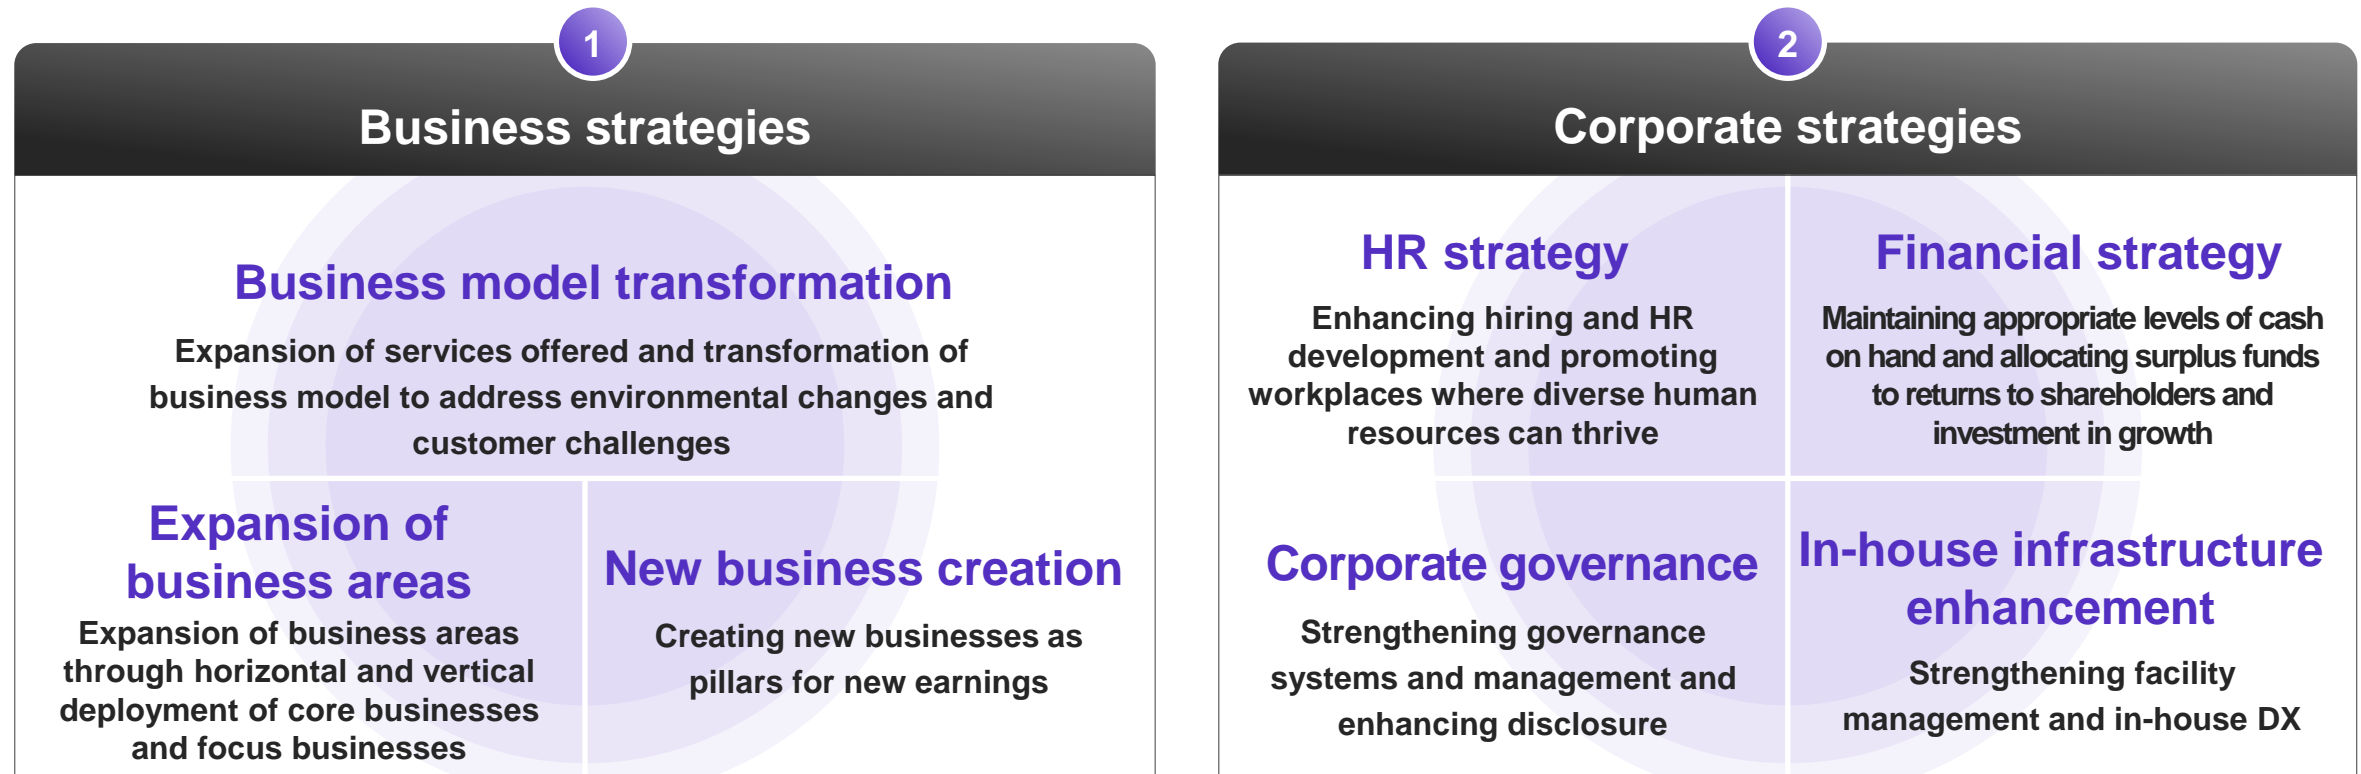 1
Business strategies
Business model transformation
Expansion of services offered and transformation of
business model to address environmental changes and
customer challenges
Expansion of
business areas
Expansion of business areas
through horizontal and vertical
deployment of core businesses
and focus businesses
New business creation
Creating new businesses as
pillars for new earnings
2
Corporate strategies
HR strategy
Enhancing hiring and HR
development and promoting
workplaces where diverse human
resources can thrive
Financial strategy
Maintaining appropriate levels of cash
on hand and allocating surplus funds
to returns to shareholders and
investment in growth
Corporate governance
Strengthening governance
systems and management and
enhancing disclosure
In-house infrastructure
enhancement
Strengthening facility
management and in-house DX